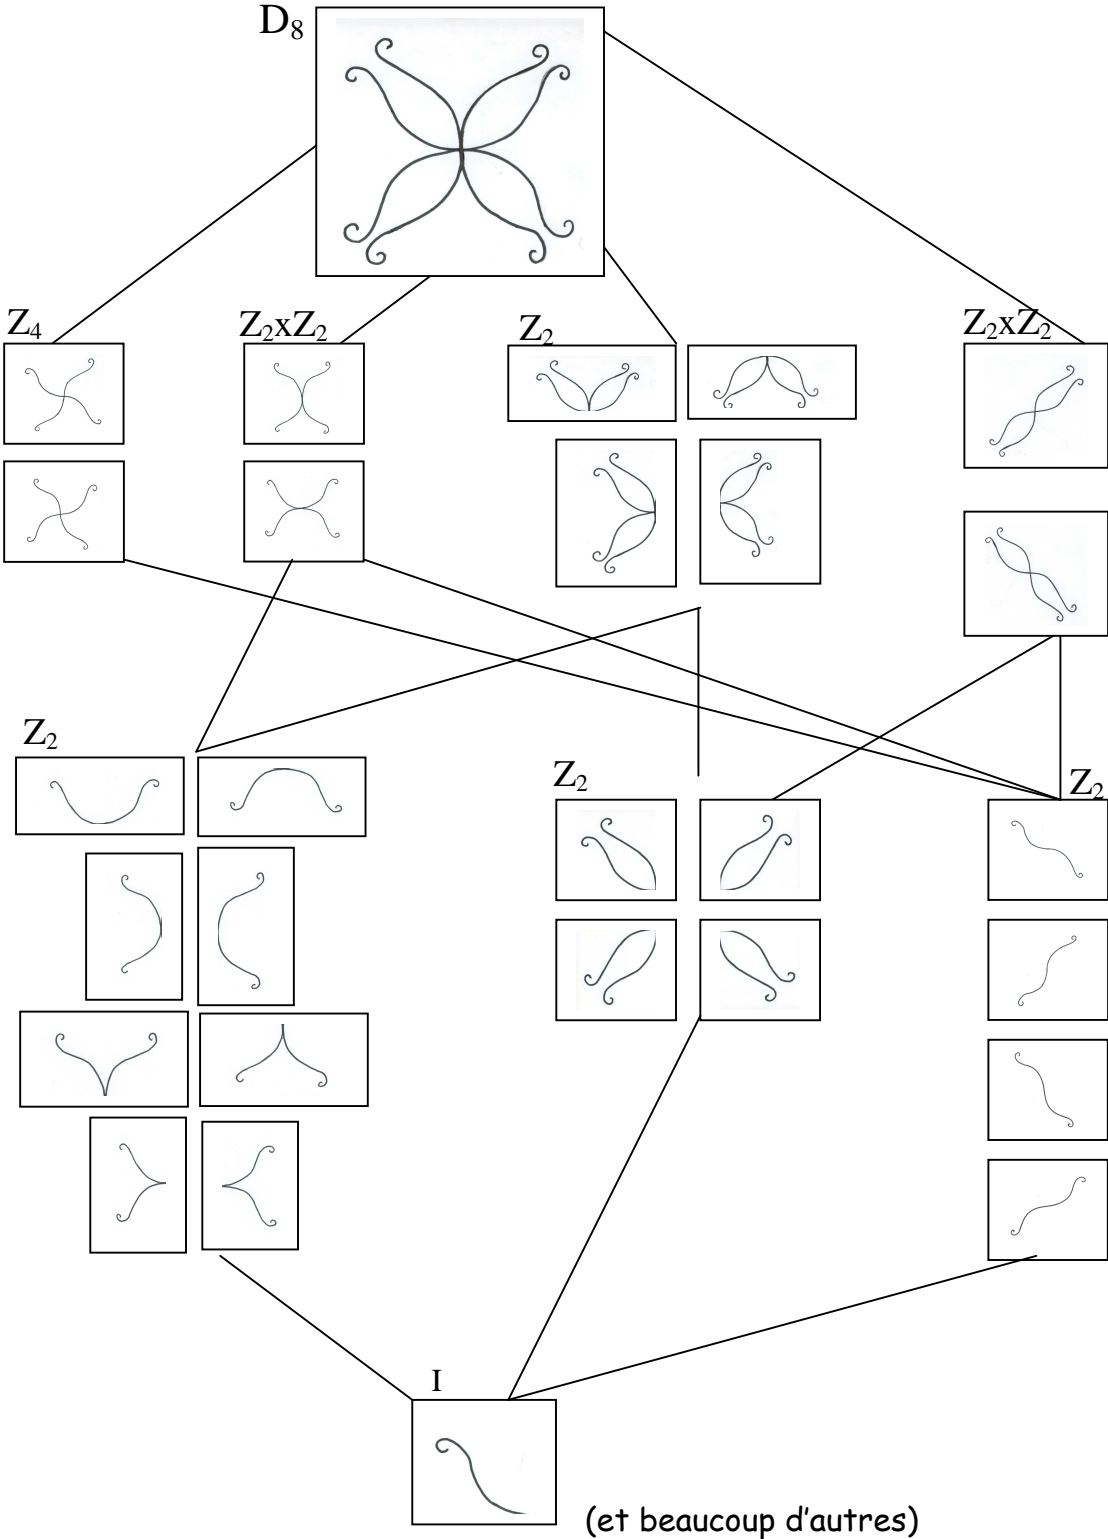 D₈
Z₄
Z₂xZ₂
Z₂
Z₂xZ₂
Z₂
Z₂
Z₂
I
(et beaucoup d'autres)